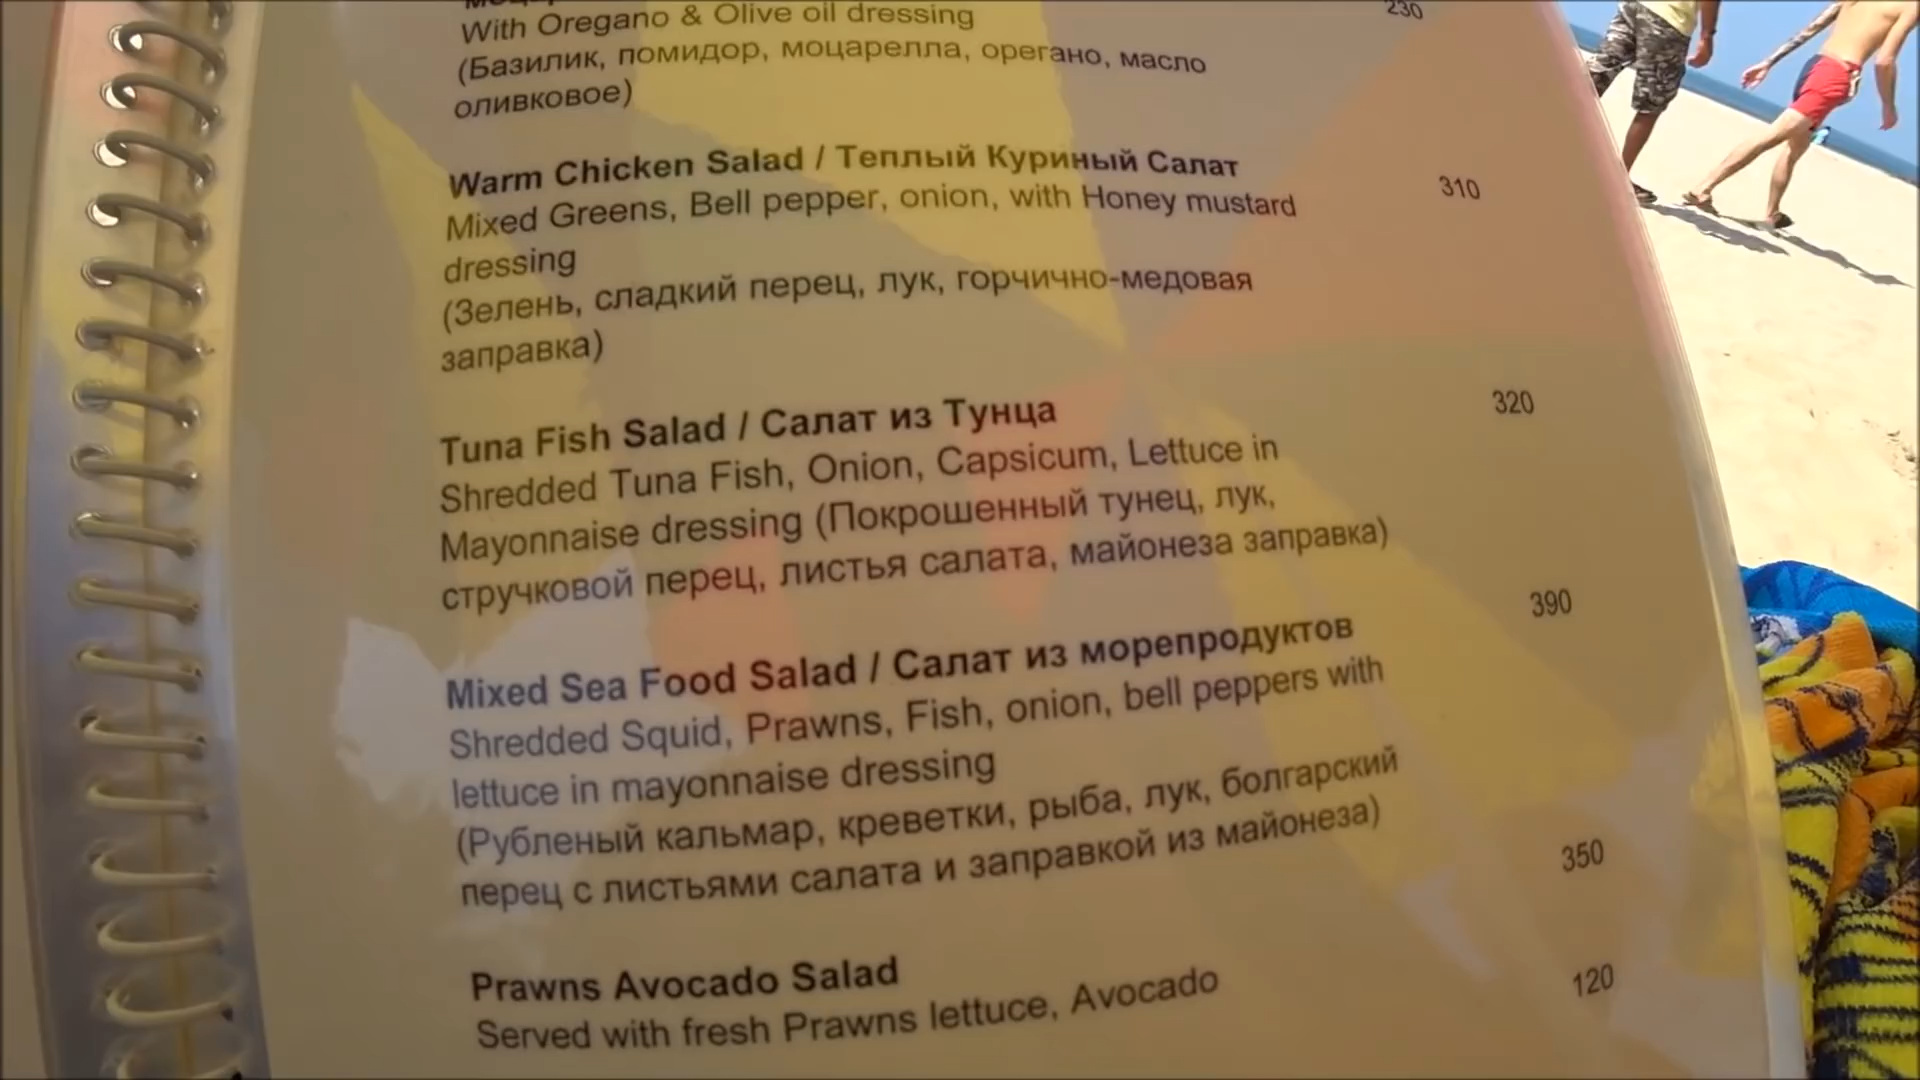 With Oregano & Olive oil dressing 230
(Базилик, помидор, моцарелла, орегано, масло
оливковое)
Warm Chicken Salad / Теплый Куриный Салат 310
Mixed Greens, Bell pepper, onion, with Honey mustard
dressing
(Зелень, сладкий перец, лук, горчично-медовая
заправка)
Tuna Fish Salad / Салат из Тунца 320
Shredded Tuna Fish, Onion, Capsicum, Lettuce in
Mayonnaise dressing (Покрошенный тунец, лук,
стручковой перец, листья салата, майонеза заправка)
Mixed Sea Food Salad / Салат из морепродуктов 390
Shredded Squid, Prawns, Fish, onion, bell peppers with
lettuce in mayonnaise dressing
(Рубленый кальмар, креветки, рыба, лук, болгарский
перец с листьями салата и заправкой из майонеза)
350
Prawns Avocado Salad
Served with fresh Prawns lettuce, Avocado 120